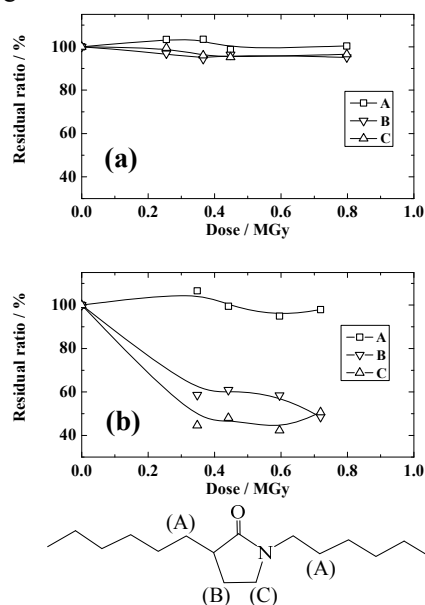 100
80
60
40
Residual ratio / %
(a)
A
B
C
0.0 0.2 0.4 0.6 0.8 1.0
Dose / MGy
100
80
60
40
Residual ratio / %
(b)
A
B
C
0.0 0.2 0.4 0.6 0.8 1.0
Dose / MGy
(A) O
N
(A)
(B) (C)